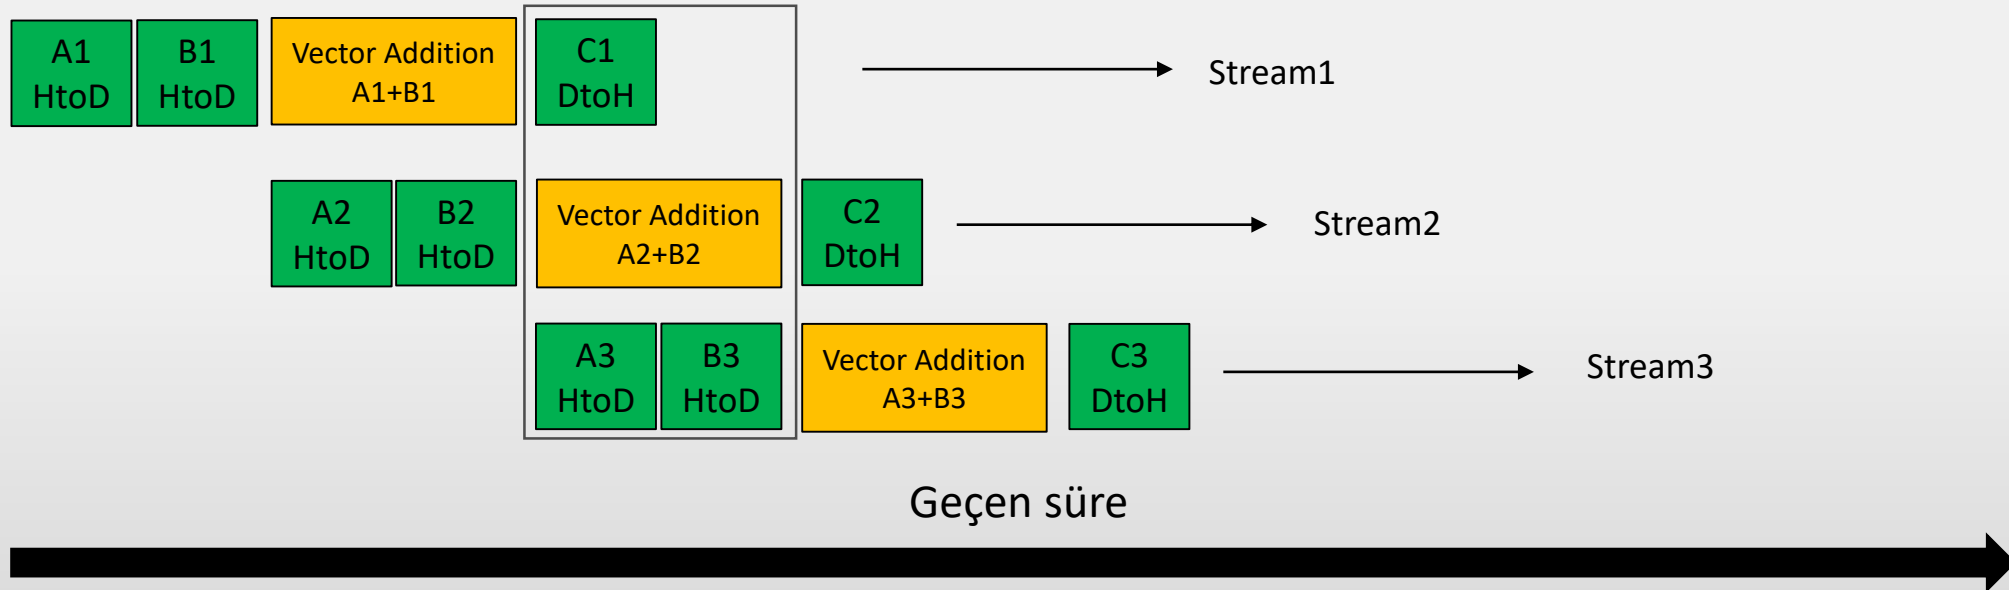 A1
HtoD
B1
HtoD
Vector Addition
A1+B1
C1
DtoH
Stream1
A2
HtoD
B2
HtoD
Vector Addition
A2+B2
C2
DtoH
Stream2
A3
HtoD
B3
HtoD
Vector Addition
A3+B3
C3
DtoH
Stream3
Geçen süre